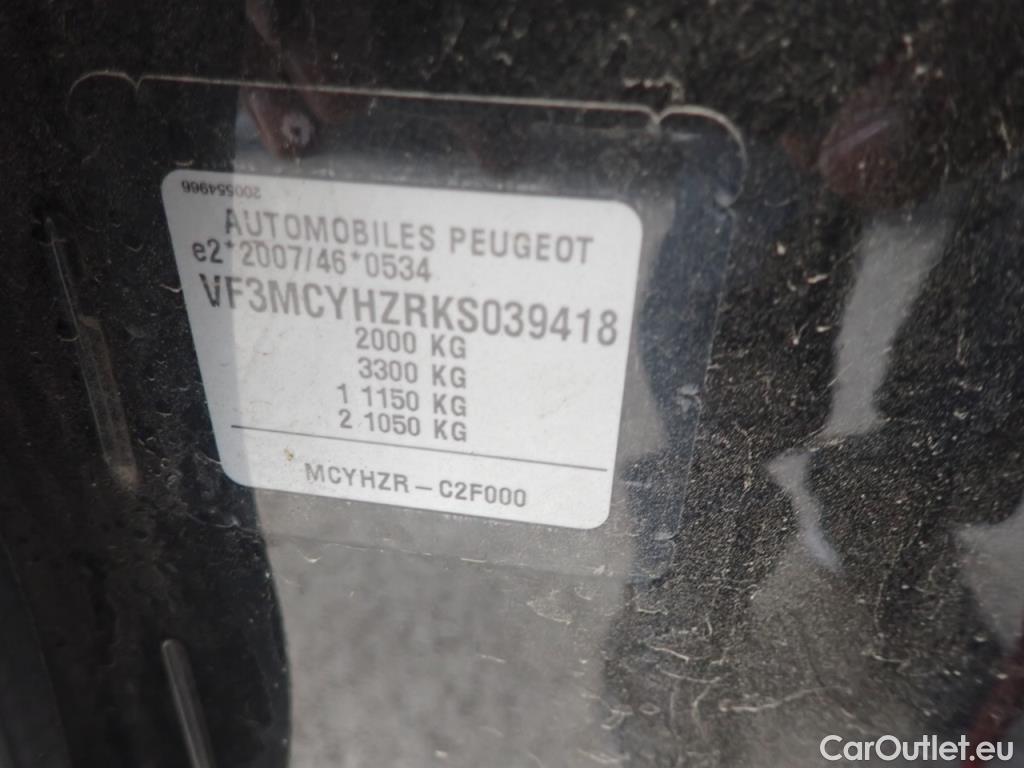 200554966
AUTOMOBILES PEUGEOT
e2*2007/46*0534
VF3MCYHZRKS039418
2000 KG
3300 KG
1 1150 KG
2 1050 KG
MCYHZR-C2F000
CarOutlet.eu